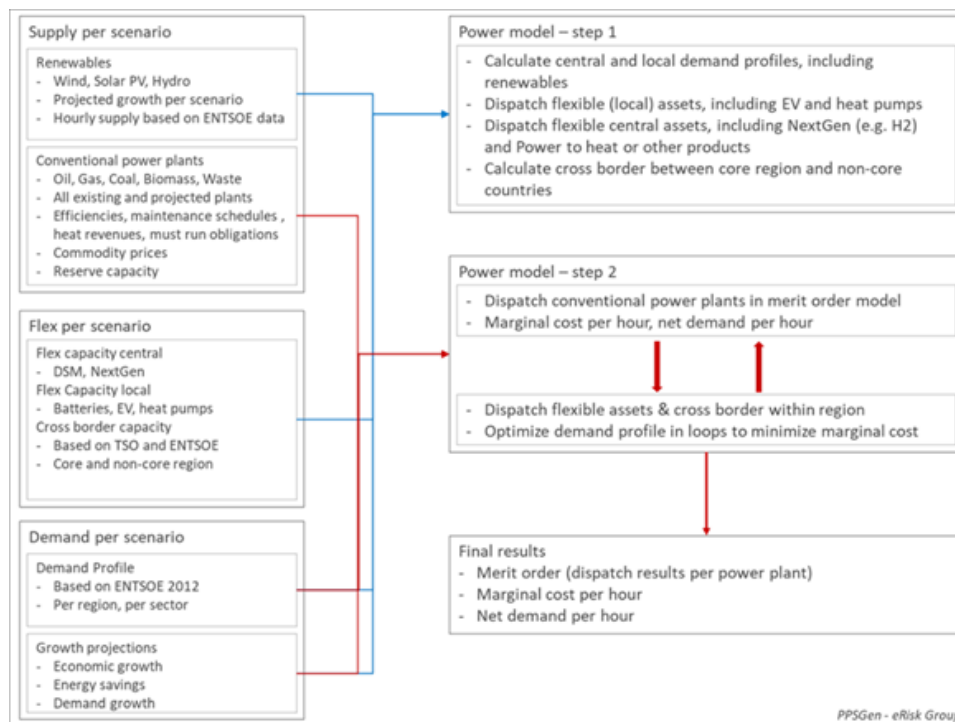 Supply per scenario
Renewables
- Wind, Solar PV, Hydro
- Projected growth per scenario
- Hourly supply based on ENTSOE data
Conventional power plants
- Oil, Gas, Coal, Biomass, Waste
- All existing and projected plants
- Efficiencies, maintenance schedules ,
heat revenues, must run obligations
- Commodity prices
- Reserve capacity
Flex per scenario
Flex capacity central
- DSM, NextGen
Flex Capacity local
- Batteries, EV, heat pumps
Cross border capacity
- Based on TSO and ENTSOE
- Core and non-core region
Demand per scenario
Demand Profile
- Based on ENTSOE 2012
- Per region, per sector
Growth projections
- Economic growth
- Energy savings
- Demand growth
Power model – step 1
- Calculate central and local demand profiles, including
renewables
- Dispatch flexible (local) assets, including EV and heat pumps
- Dispatch flexible central assets, including NextGen (e.g. H2)
and Power to heat or other products
- Calculate cross border between core region and non-core
countries
Power model – step 2
- Dispatch conventional power plants in merit order model
- Marginal cost per hour, net demand per hour
- Dispatch flexible assets & cross border within region
- Optimize demand profile in loops to minimize marginal cost
Final results
- Merit order (dispatch results per power plant)
- Marginal cost per hour
- Net demand per hour
PPSGen - eRisk Group